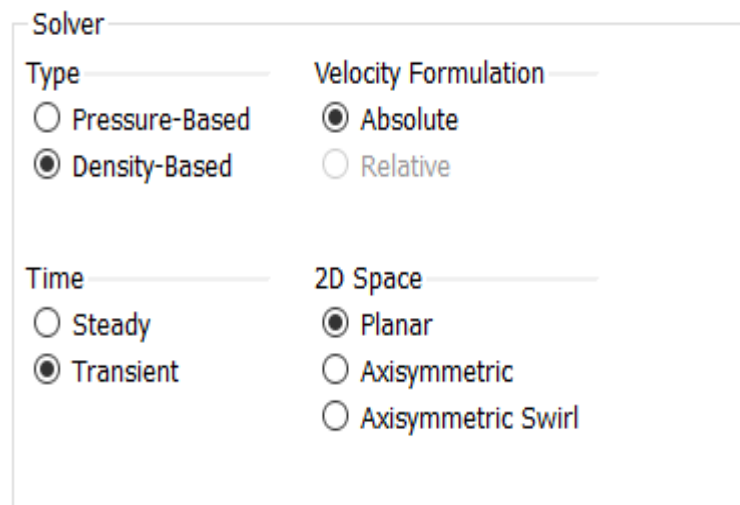 Solver
Type
Pressure-Based
Density-Based
Velocity Formulation
Absolute
Relative
Time
Steady
Transient
2D Space
Planar
Axisymmetric
Axisymmetric Swirl